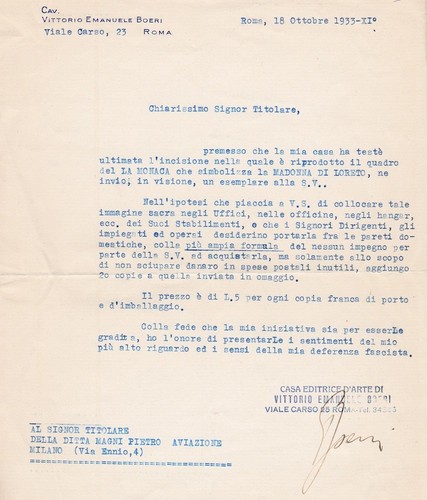 CAV.
VITTORIO EMANUELE BOERI
VIALE CARSO, 23 ROMA
Roma, 18 Ottobre 1933-XI°
Chiarissimo Signor Titolare,
premesso che la mia casa ha testè
ultimata l'incisione nella quale è riprodotto il quadro
del LA MONACA che simbolizza la MADONNA DI LORETO, ne
invio, in visione, un esemplare alla S.V..
Nell'ipotesi che piaccia a V.S. di collocare tale
immagine sacra negli Uffici, nelle officine, negli hangar,
ecc. dei Suoi Stabilimenti, o che i Signori Dirigenti, gli
impiegati ed operai desiderino portarla fra le pareti do-
mestiche, colla più ampia formula del nessun impegno per
parte della S.V. ad acquistarla, ma solamente allo scopo
di non sciupare danaro in spese postali inutili, aggiungo
20 copie a quella inviata in omaggio.
Il prezzo è di L.5 per ogni copia franca di porto
e d'imballaggio.
Colla fede che la mia iniziativa sia per esserLe
gradita, ho l'onore di presentarLe i sentimenti del mio
più alto riguardo ed i sensi della mia deferenza fascista.
CASA EDITRICE D'ARTE DI
VITTORIO EMANUELE BOERI
VIALE CARSO 23 ROMA-TEL.
Boeri
AL SIGNOR TITOLARE
DELLA DITTA MAGNI PIETRO AVIAZIONE
MILANO (Via Ennio,4)